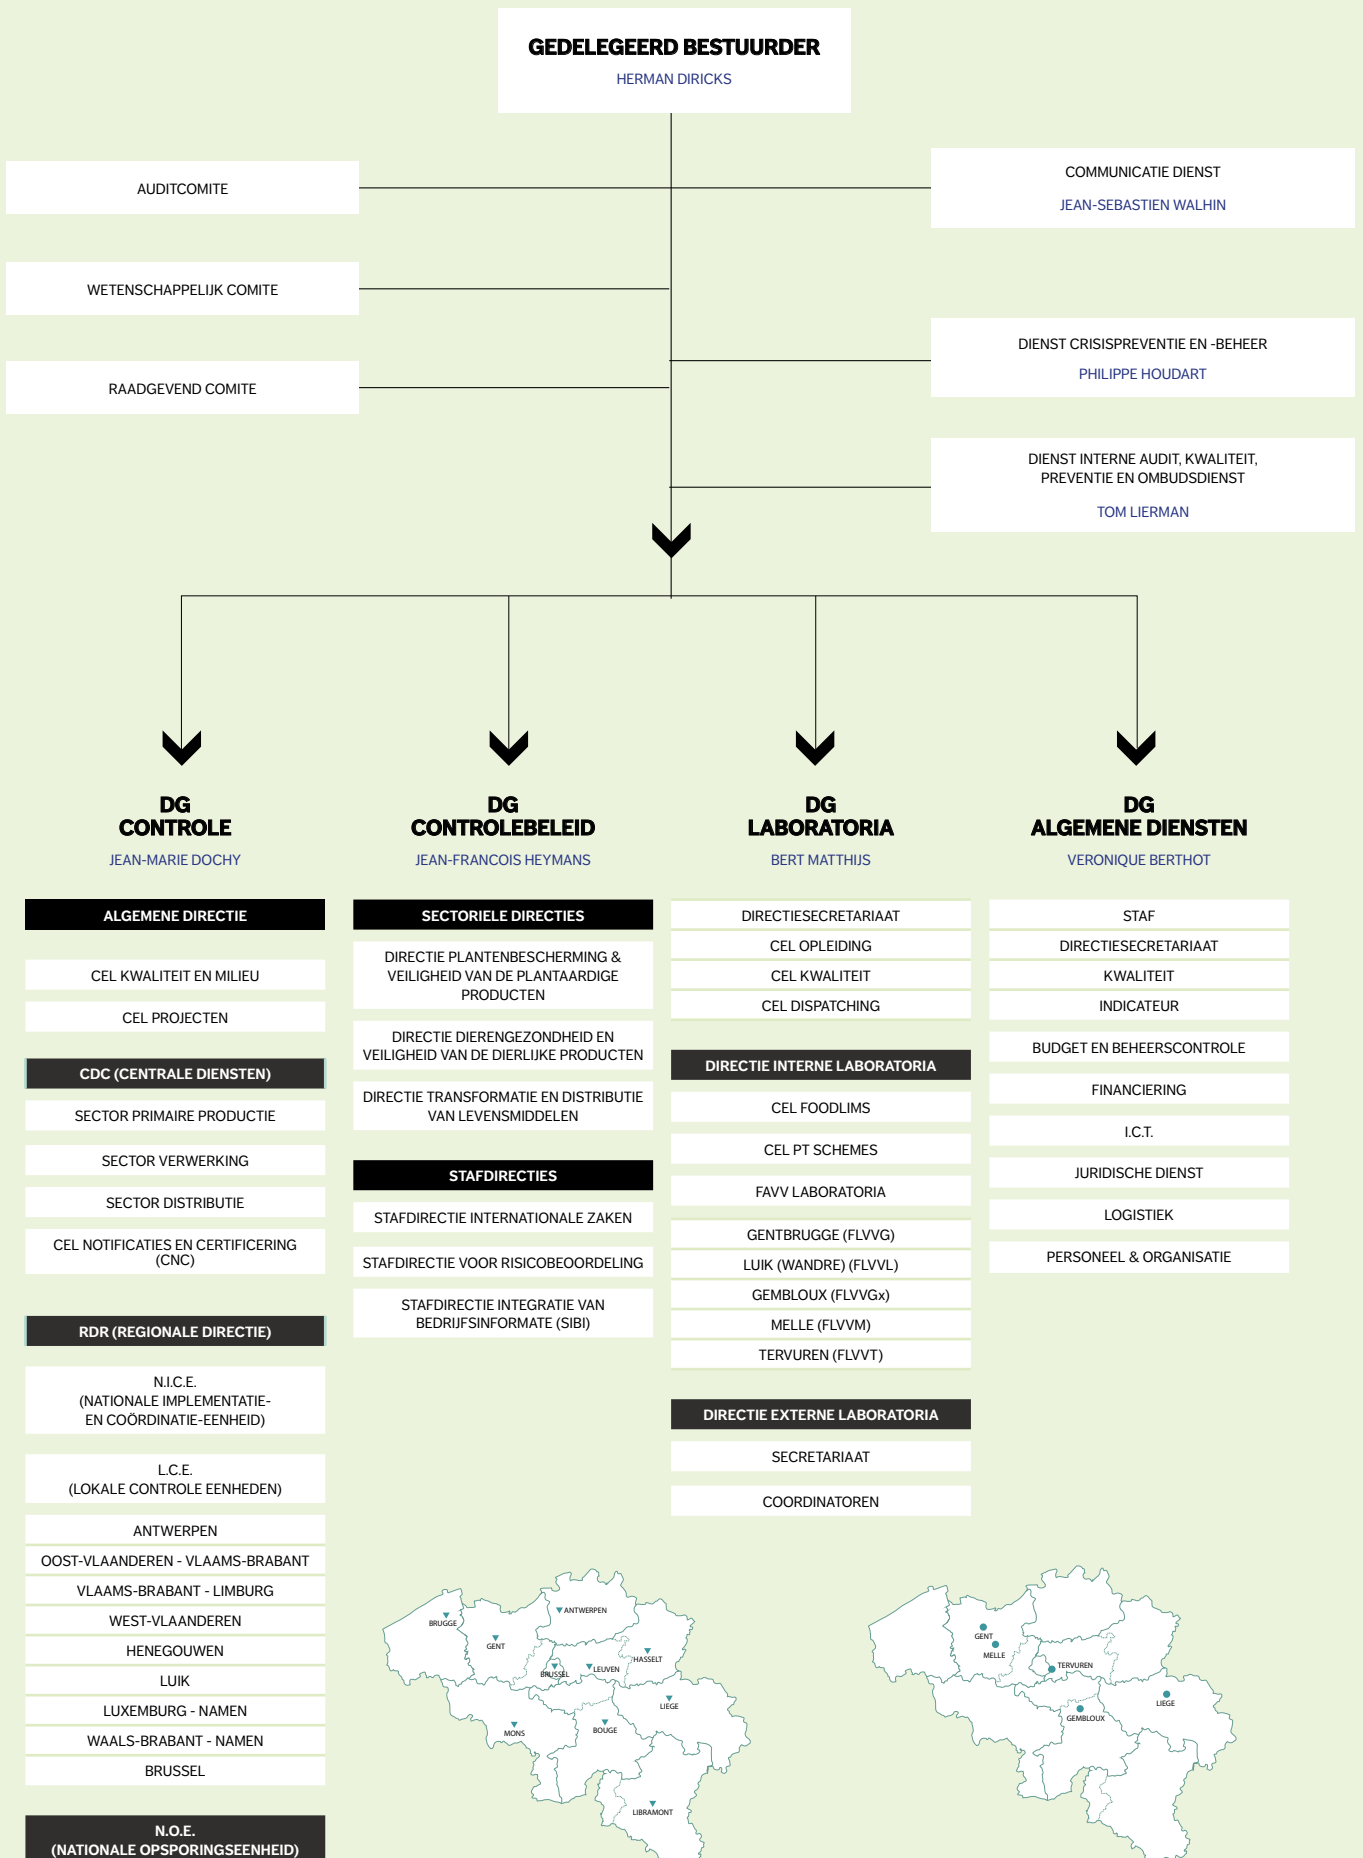 GEDELEGEERD BESTUURDER
HERMAN DIRICKS
AUDITCOMITE
WETENSCHAPPELIJK COMITE
RAADGEVEND COMITE
COMMUNICATIE DIENST
JEAN-SEBASTIEN WALHIN
DIENST CRISISPREVENTIE EN -BEHEER
PHILIPPE HOUDART
DIENST INTERNE AUDIT, KWALITEIT,
PREVENTIE EN OMBUDSDIENST
TOM LIERMAN
DG
CONTROLE
JEAN-MARIE DOCHY
ALGEMENE DIRECTIE
CEL KWALITEIT EN MILIEU
CEL PROJECTEN
CDC (CENTRALE DIENSTEN)
SECTOR PRIMAIRE PRODUCTIE
SECTOR VERWERKING
SECTOR DISTRIBUTIE
CEL NOTIFICATIES EN CERTIFICERING
(CNC)
RDR (REGIONALE DIRECTIE)
N.I.C.E.
(NATIONALE IMPLEMENTATIE-
EN COÖRDINATIE-EENHEID)
L.C.E.
(LOKALE CONTROLE EENHEDEN)
ANTWERPEN
OOST-VLAANDEREN - VLAAMS-BRABANT
VLAAMS-BRABANT - LIMBURG
WEST-VLAANDEREN
HENEGOUWEN
LUIK
LUXEMBURG - NAMEN
WAALS-BRABANT - NAMEN
BRUSSEL
N.O.E.
(NATIONALE OPSPORINGSEENHEID)
DG
CONTROLEBELEID
JEAN-FRANCOIS HEYMANS
SECTORIELE DIRECTIES
DIRECTIE PLANTENBESCHERMING &
VEILIGHEID VAN DE PLANTAARDIGE
PRODUCTEN
DIRECTIE DIERENGEZONDHEID EN
VEILIGHEID VAN DE DIERLIJKE PRODUCTEN
DIRECTIE TRANSFORMATIE EN DISTRIBUTIE
VAN LEVENSMIDDELEN
STAFDIRECTIES
STAFDIRECTIE INTERNATIONALE ZAKEN
STAFDIRECTIE VOOR RISICOBEOORDELING
STAFDIRECTIE INTEGRATIE VAN
BEDRIJFSINFORMATE (SIBI)
DG
LABORATORIA
BERT MATTHIJS
DIRECTIESECRETARIAAT
CEL OPLEIDING
CEL KWALITEIT
CEL DISPATCHING
DIRECTIE INTERNE LABORATORIA
CEL FOODLIMS
CEL PT SCHEMES
FAVV LABORATORIA
GENTBRUGGE (FLVVG)
LUIK (WANDRE) (FLVVL)
GEMBLOUX (FLVVGx)
MELLE (FLVVM)
TERVUREN (FLVVT)
DIRECTIE EXTERNE LABORATORIA
SECRETARIAAT
COORDINATOREN
DG
ALGEMENE DIENSTEN
VERONIQUE BERTHOT
STAF
DIRECTIESECRETARIAAT
KWALITEIT
INDICATEUR
BUDGET EN BEHEERSCONTROLE
FINANCIERING
I.C.T.
JURIDISCHE DIENST
LOGISTIEK
PERSONEEL & ORGANISATIE
ANTWERPEN
BRUGGE
GENT
HASSELT
BRUSSEL
LEUVEN
LIEGE
MONS
BOUGE
LIBRAMONT
GENT
MELLE
TERVUREN
LIEGE
GEMBLOUX